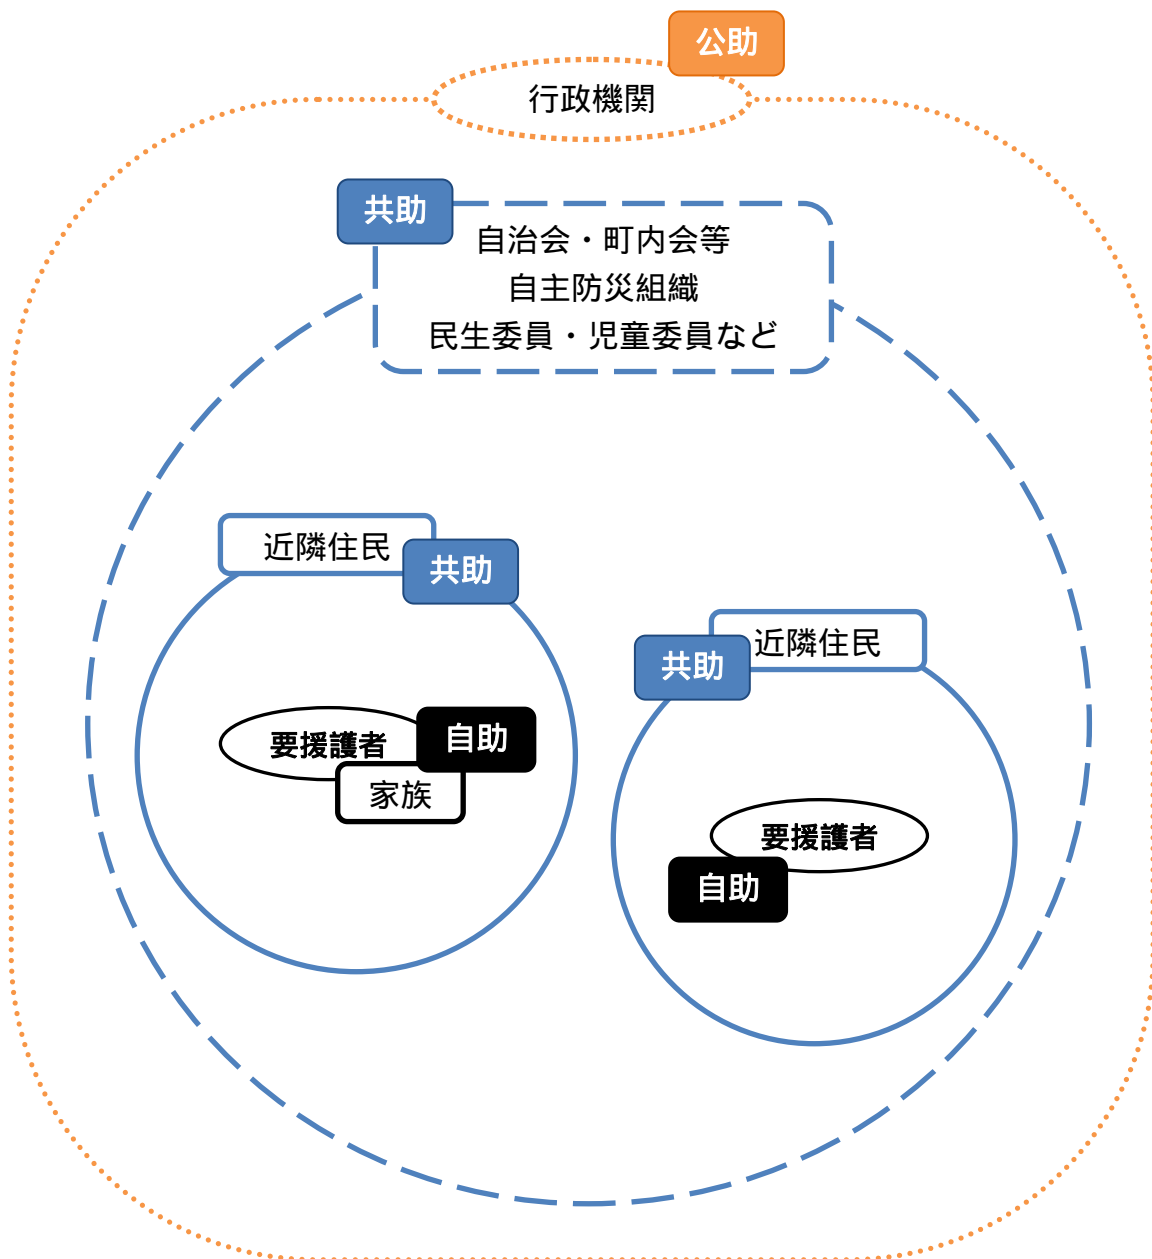 公助
行政機関
共助
自治会・町内会等
自主防災組織
民生委員・児童委員など
近隣住民
共助
近隣住民
共助
要援護者
自助
家族
要援護者
自助